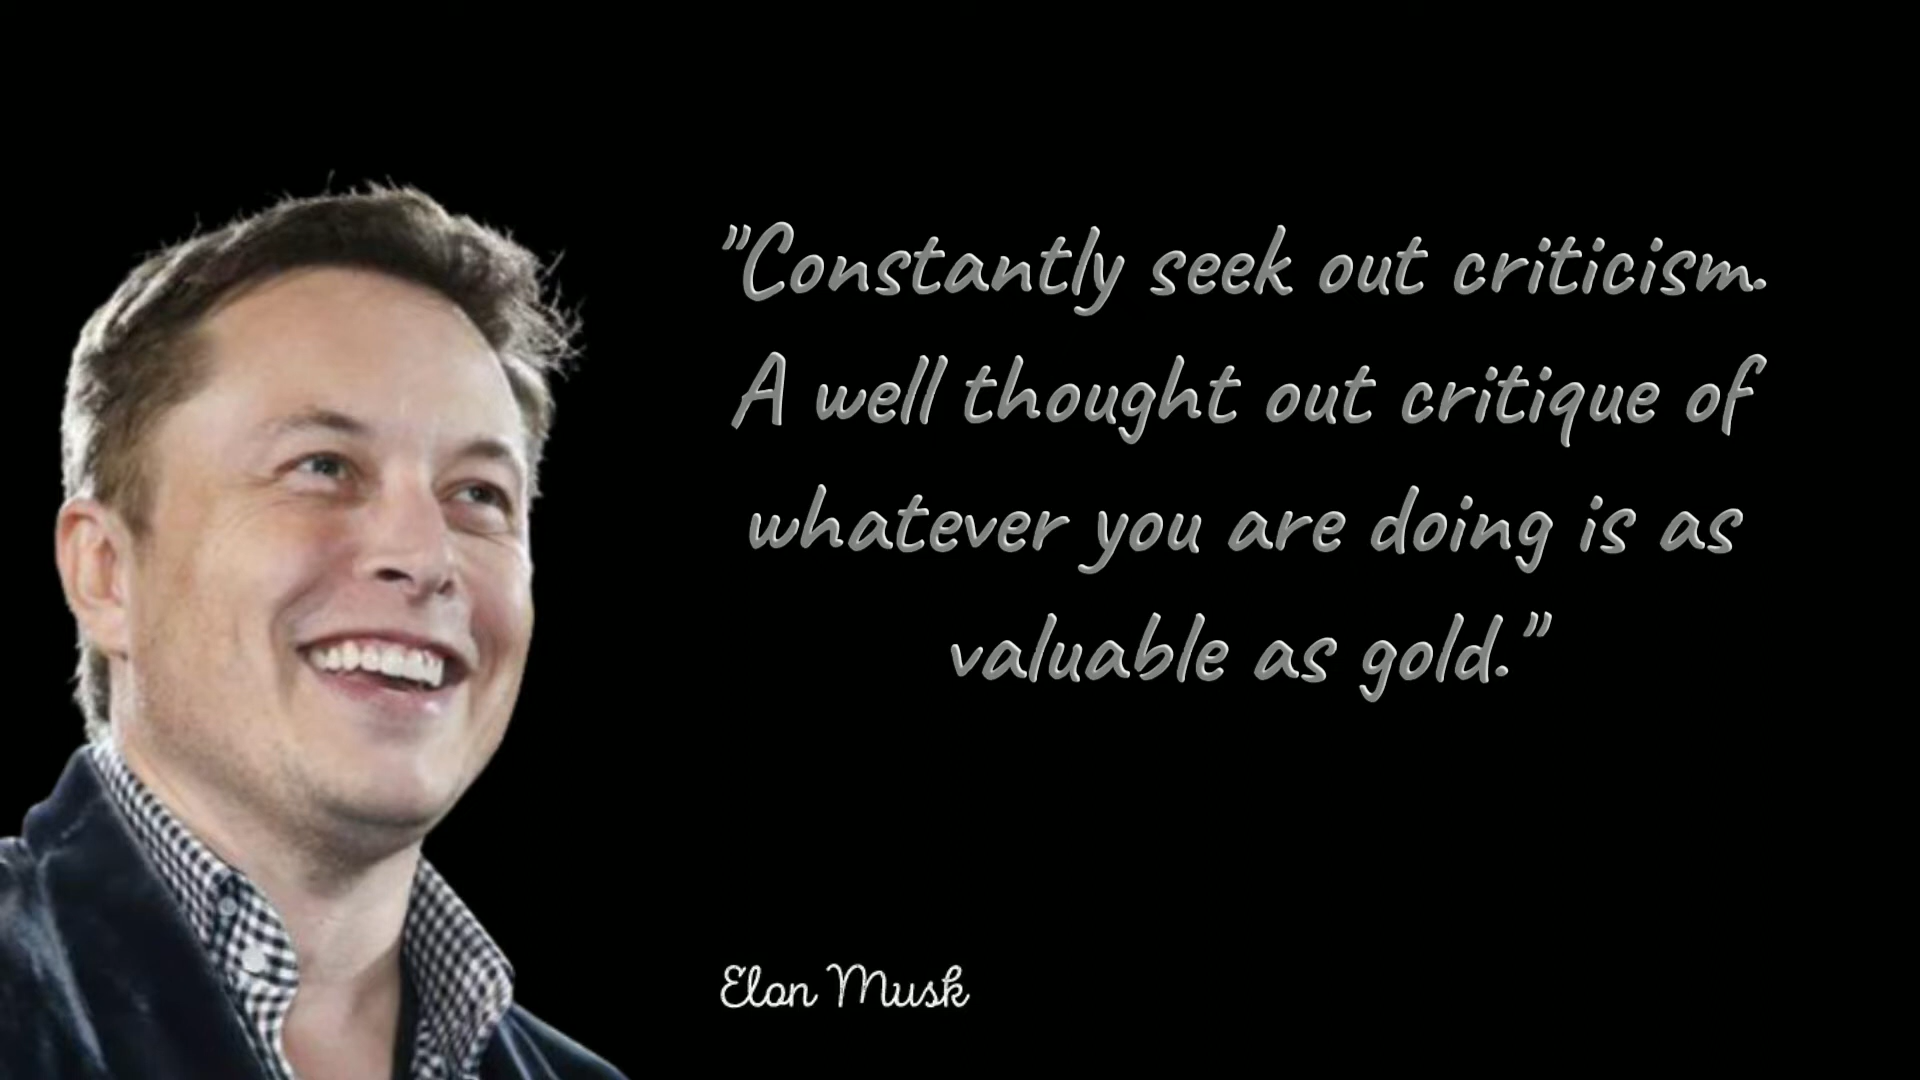 "Constantly seek out criticism.
A well thought out critique of
whatever you are doing is as
valuable as gold."
Elon Musk